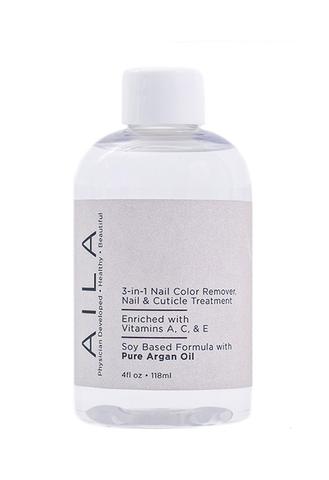 AILA
Physician Developed • Healthy • Beautiful
3-in-1 Nail Color Remover,
Nail & Cuticle Treatment
Enriched with
Vitamins A, C, & E
Soy Based Formula with
Pure Argan Oil
4fl oz • 118ml